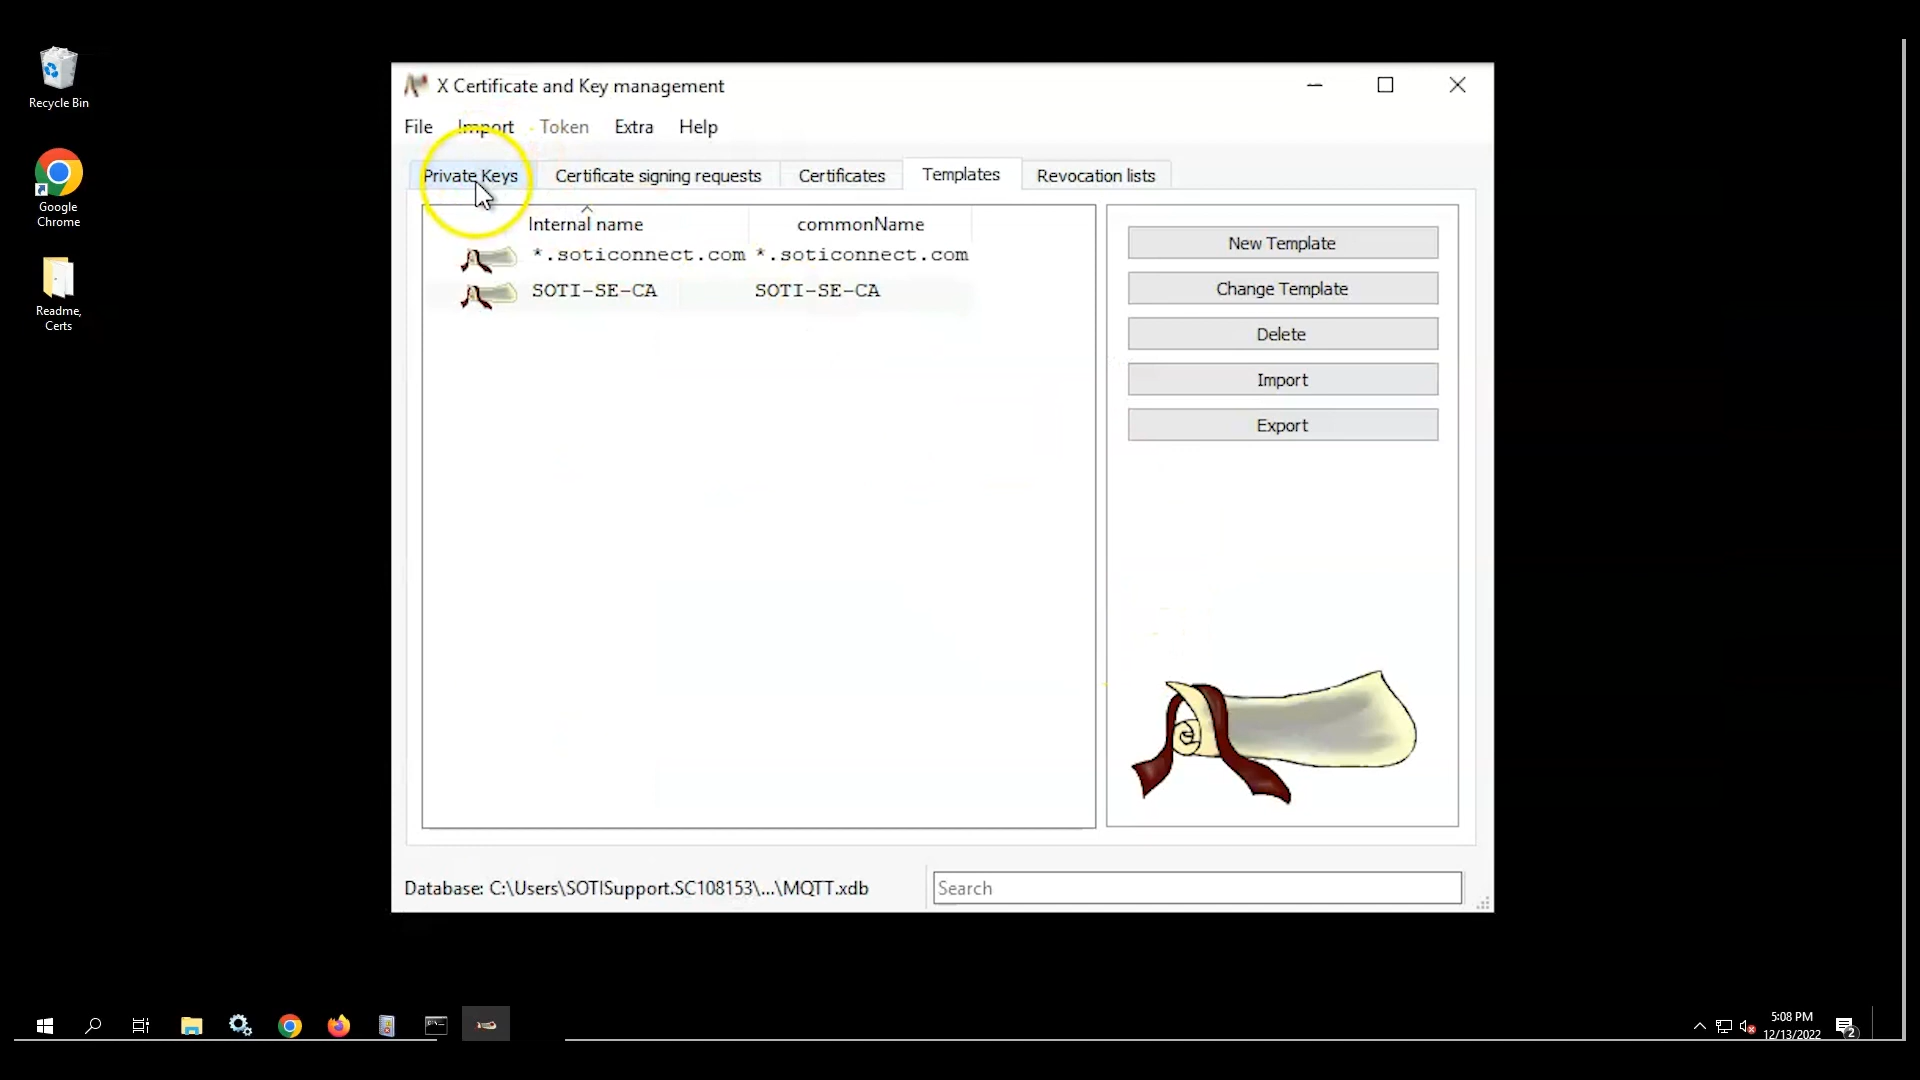 Recycle Bin
Google
Chrome
Readme,
Certs
X Certificate and Key management
File Import Token Extra Help
Private Keys Certificate signing requests Certificates Templates Revocation lists
Internal name commonName
*.soticonnect.com *.soticonnect.com
SOTI-SE-CA SOTI-SE-CA
New Template
Change Template
Delete
Import
Export
Database: C:\Users\SOTISupport.SC108153\...\MQTT.xdb
Search
5:08 PM
12/13/2022
2